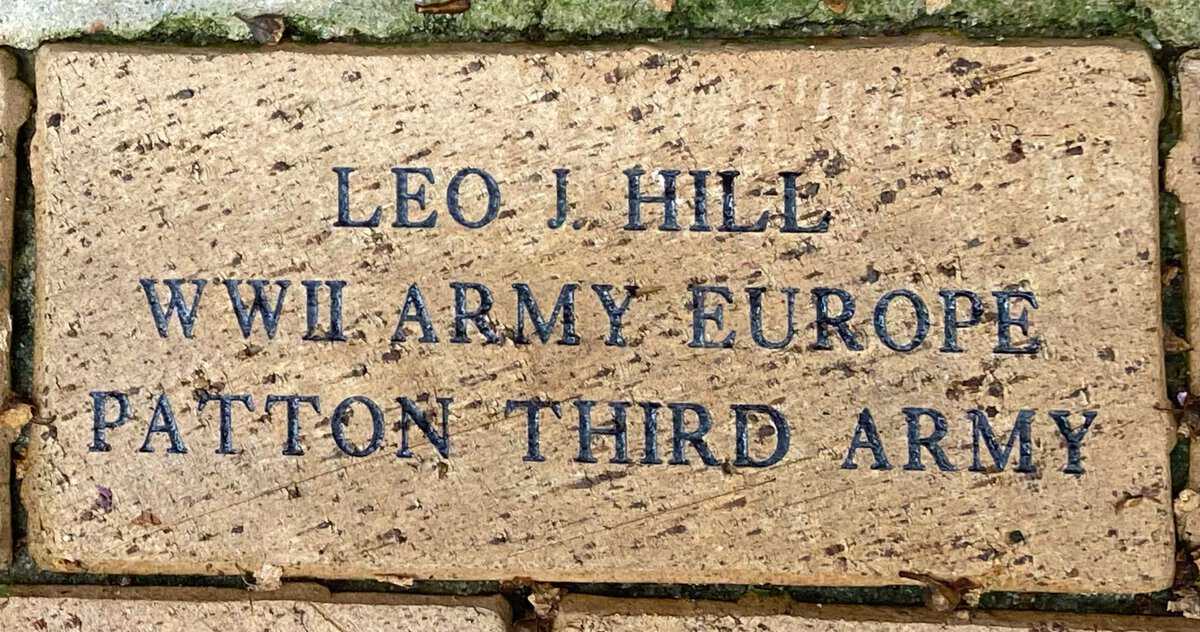 LEO J. HILL
WWII ARMY EUROPE
PATTON THIRD ARMY